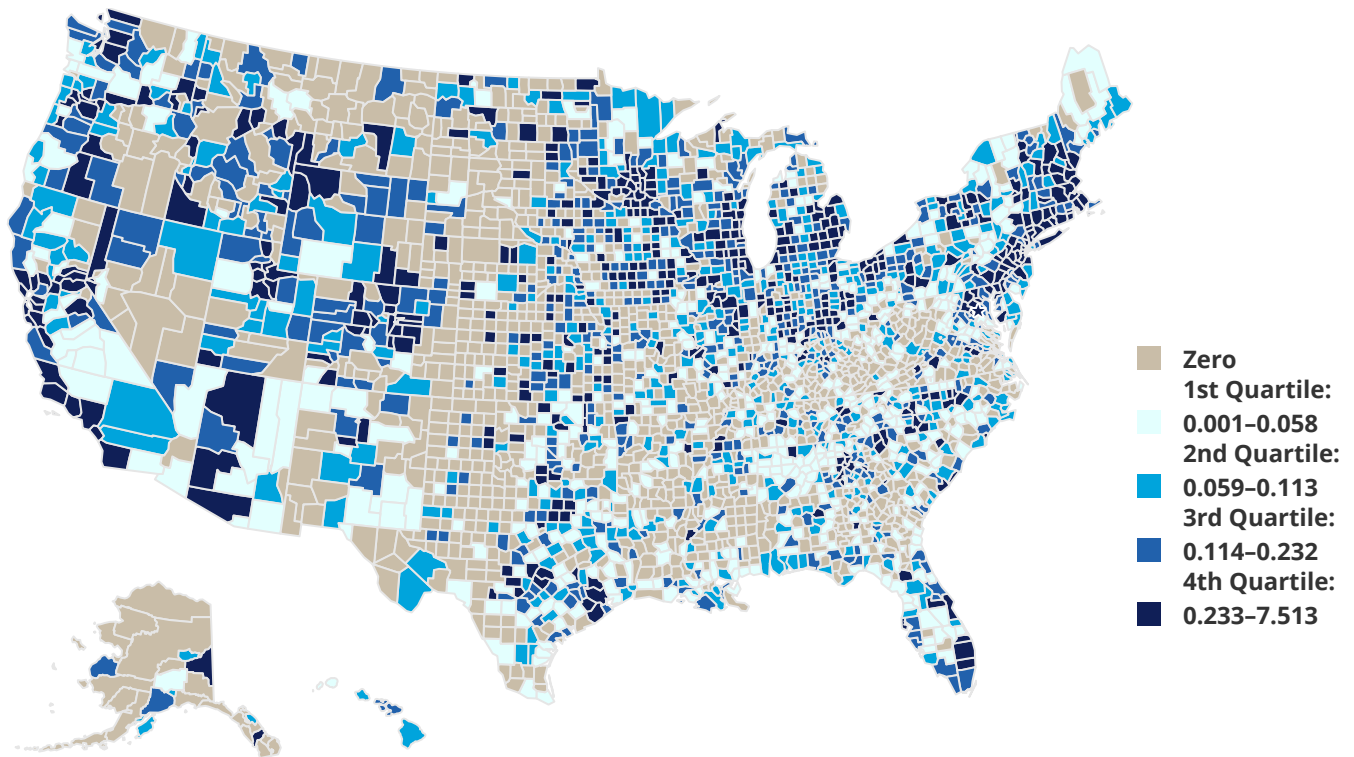 Zero
1st Quartile:
0.001–0.058
2nd Quartile:
0.059–0.113
3rd Quartile:
0.114–0.232
4th Quartile:
0.233–7.513